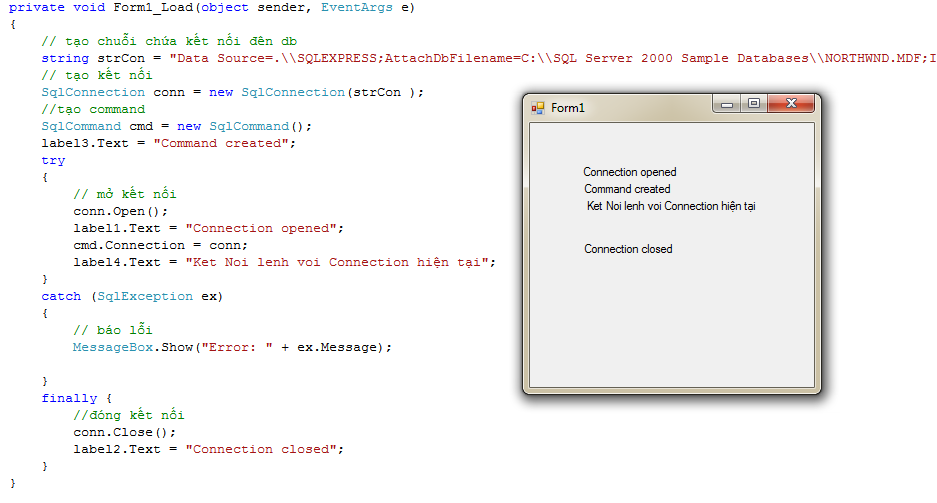 private void Form1_Load(object sender, EventArgs e)
{
// tạo chuỗi chứa kết nối đên db
string strCon = "Data Source=.\\SQLEXPRESS;AttachDbFilename=C:\\SQL Server 2000 Sample Databases\\NORTHWND.MDF;I
// tạo kết nối
SqlConnection conn = new SqlConnection(strCon );
//tạo command
SqlCommand cmd = new SqlCommand();
label3.Text = "Command created";
try
{
// mở kết nối
conn.Open();
label1.Text = "Connection opened";
cmd.Connection = conn;
label4.Text = "Ket Noi lenh voi Connection hiện tại";
}
catch (SqlException ex)
{
// báo lỗi
MessageBox.Show("Error: " + ex.Message);
}
finally {
//đóng kết nối
conn.Close();
label2.Text = "Connection closed";
}
}
Form1
Connection opened
Command created
Ket Noi lenh voi Connection hiện tại
Connection closed